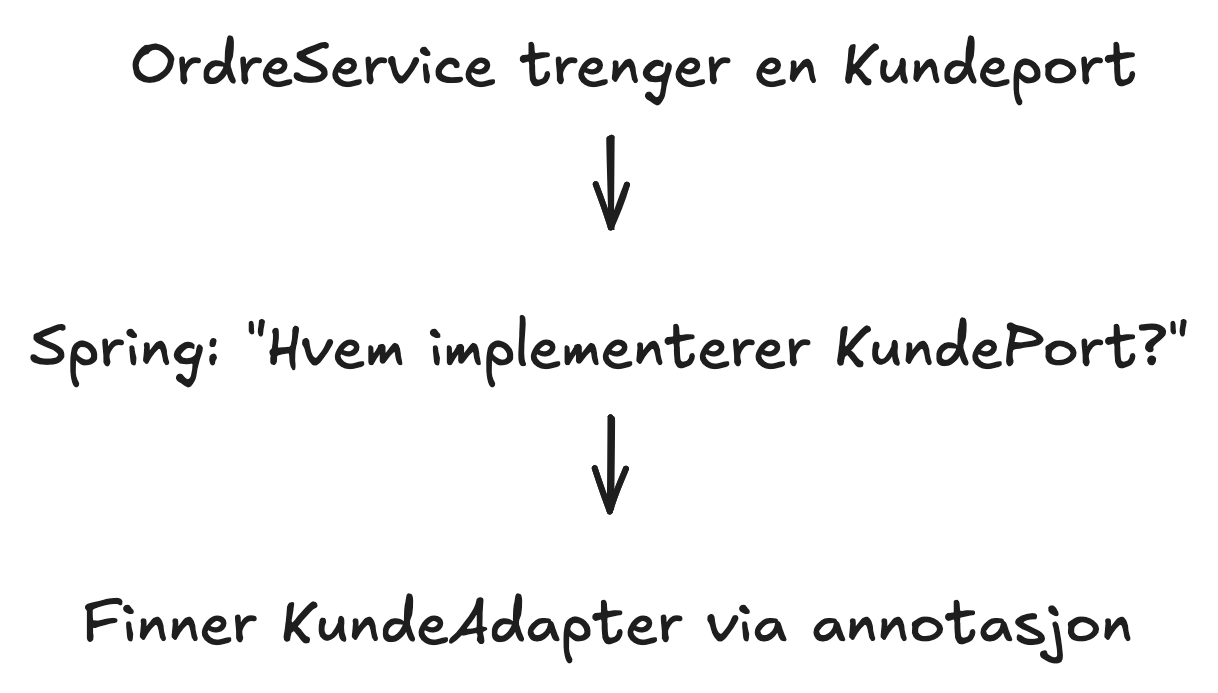 OrdreService trenger en Kundeport
Spring: "Hvem implementerer KundePort?"
Finner KundeAdapter via annotasjon